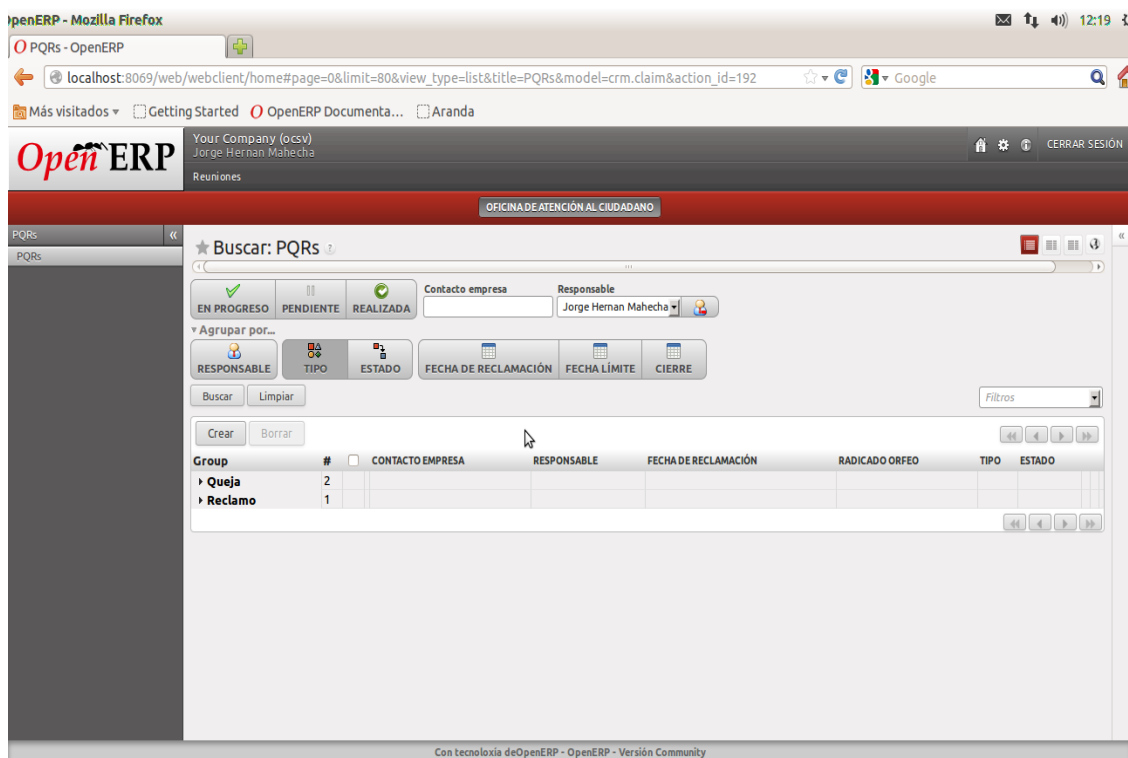 OpenERP - Mozilla Firefox 12:19
O PQRs - OpenERP
localhost:8069/web/webclient/home#page=0&limit=80&view_type=list&title=PQRs&model=crm.claim&action_id=192 Google
Más visitados Getting Started OpenERP Documenta... Aranda
Open ERP
Your Company (ocsv)
Jorge Hernan Mahecha
CERRAR SESIÓN
Reuniones
OFICINA DE ATENCIÓN AL CIUDADANO
PQRs «
PQRs
Buscar: PQRs ?
«
EN PROGRESO PENDIENTE REALIZADA
Contacto empresa Responsable
Jorge Hernan Mahecha
Agrupar por...
RESPONSABLE TIPO ESTADO FECHA DE RECLAMACIÓN FECHA LÍMITE CIERRE
Buscar Limpiar Filtros
Crear Borrar
Group # CONTACTO EMPRESA RESPONSABLE FECHA DE RECLAMACIÓN RADICADO ORFEO TIPO ESTADO
Queja 2
Reclamo 1
Con tecnoloxia deOpenERP - OpenERP - Versión Community